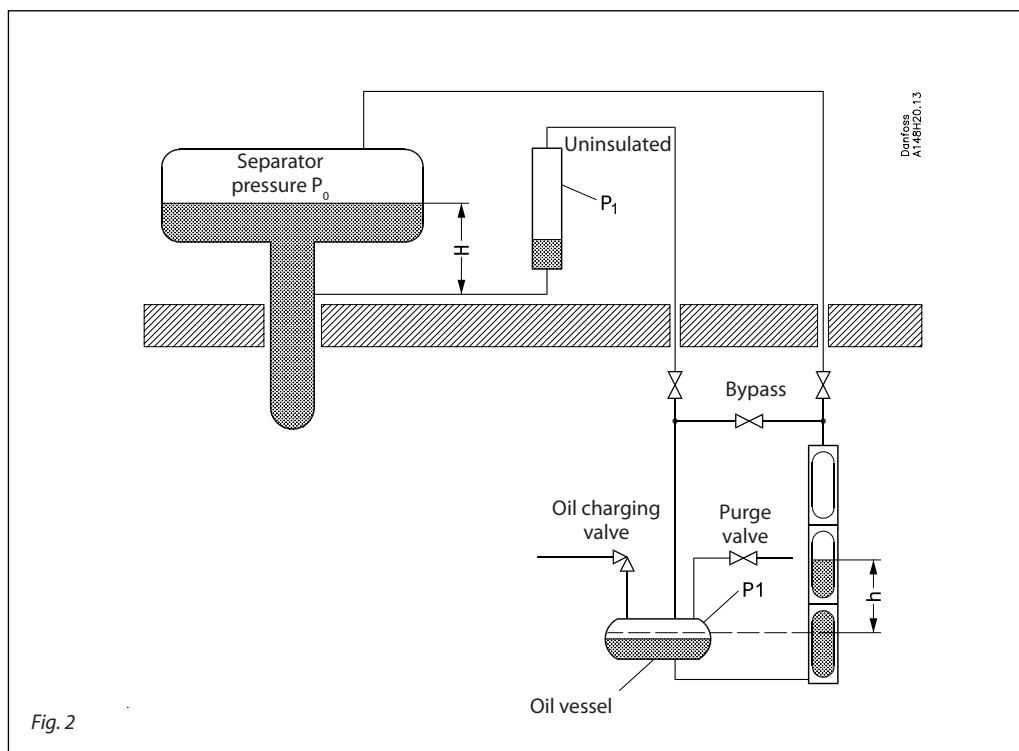 Danfoss
A148H20.13
Separator
pressure P₀
Uninsulated
P₁
H
Bypass
Oil charging
valve
Purge
valve
P1
h
Oil vessel
Fig. 2